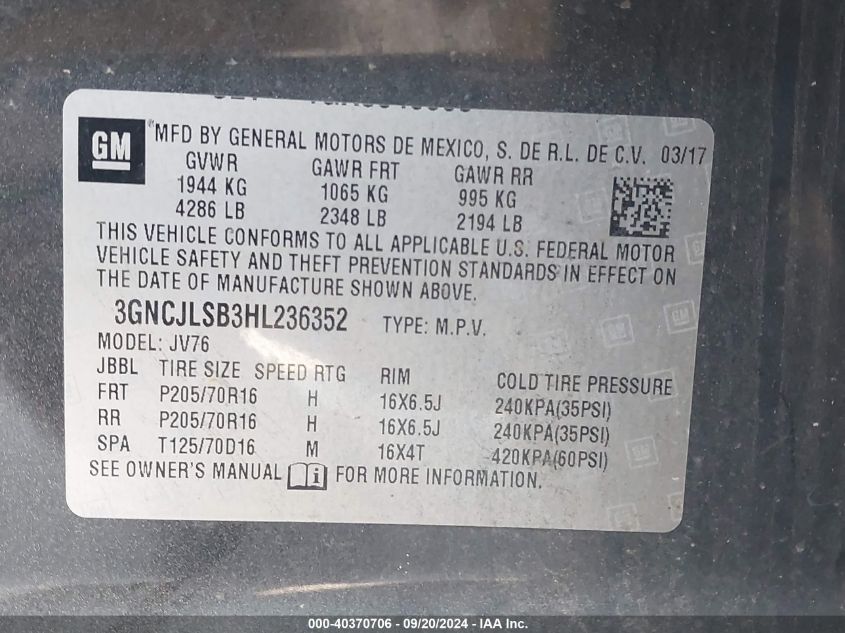 GM
MFD BY GENERAL MOTORS DE MEXICO, S. DE R.L. DE C.V. 03/17
GVWR GAWR FRT GAWR RR
1944 KG 1065 KG 995 KG
4286 LB 2348 LB 2194 LB
THIS VEHICLE CONFORMS TO ALL APPLICABLE U.S. FEDERAL MOTOR
VEHICLE SAFETY AND THEFT PREVENTION STANDARDS IN EFFECT ON
THE DATE OF MANUFACTURE SHOWN ABOVE.
3GNCJLSB3HL236352 TYPE: M.P.V.
MODEL: JV76
JBBL TIRE SIZE SPEED RTG RIM COLD TIRE PRESSURE
FRT P205/70R16 H 16X6.5J 240KPA(35PSI)
RR P205/70R16 H 16X6.5J 240KPA(35PSI)
SPA T125/70D16 M 16X4T 420KPA(60PSI)
SEE OWNER'S MANUAL FOR MORE INFORMATION.
000-40370706 - 09/20/2024 - IAA Inc.